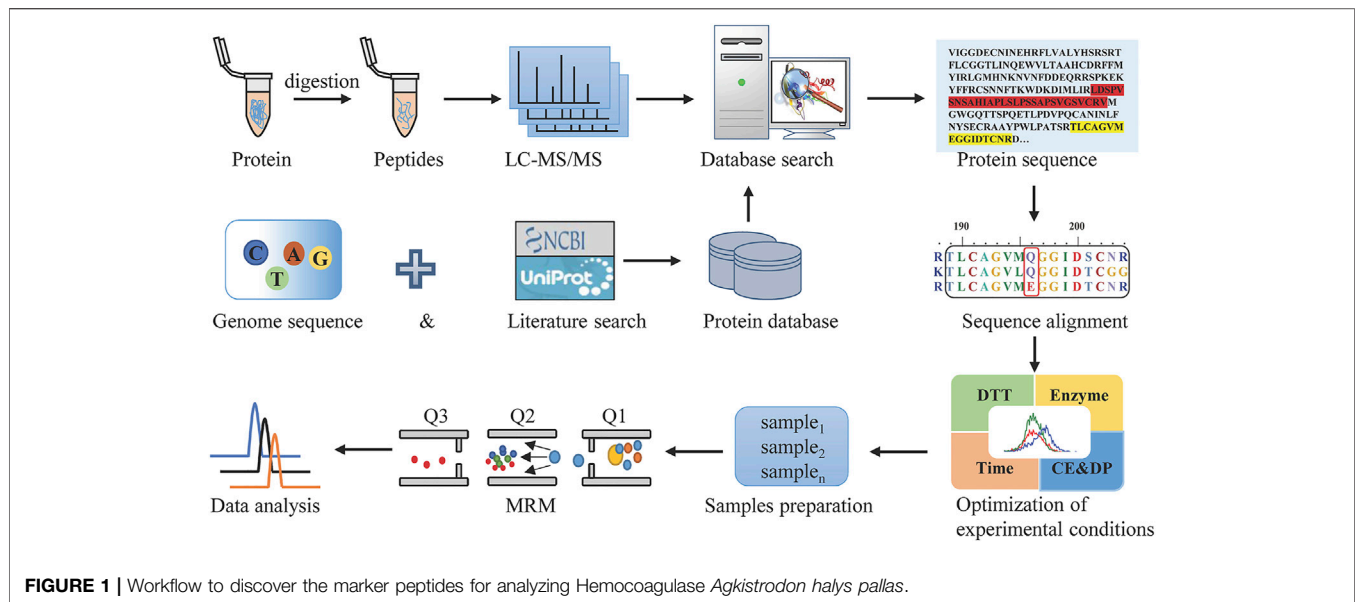 digestion
Protein
Peptides
LC-MS/MS
Database search
VIGGDECNINEHRFLVALYHSRSRT
FLCGGTLINQEWVLTAAHCDRFFM
YIRLGMHNKNVNFDDEQRRSPKEK
YFFRCSNNFTKWDKDIMLIRLDSPV
SNSAHIAPLSLPSSAPSVGSVCRVM
GWGQTTSPQETLPDVPQCANINLF
NYSECRAAYPWLPATSRTLCAGVM
EGGIDTCNRD...
Protein sequence
C A G
T
Genome sequence
&
NCBI
UniProt
Literature search
Protein database
190 200
RTLCAGVMQGGIDSCNR
KTLCAGVLQGGIDTCGG
RTLCAGVMEGGIDTCNR
Sequence alignment
Data analysis
Q3 Q2 Q1
MRM
sample1
sample2
samplen
Samples preparation
DTT Enzyme
Time CE&DP
Optimization of
experimental conditions
FIGURE 1 | Workflow to discover the marker peptides for analyzing Hemocoagulase Agkistrodon halys pallas.